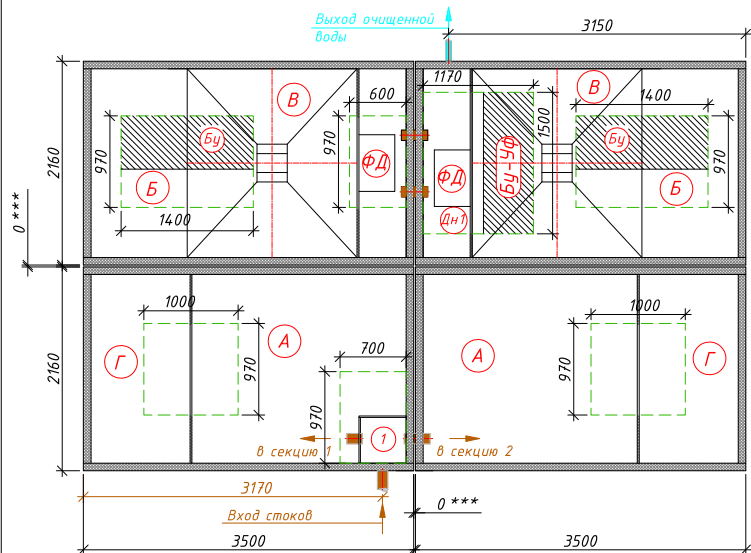 Выход очищенной
воды
3150
600
1170
1400
В
В
970
Бу
970
ФД
ФД
1500
Бу-УФ
Бу
970
2160
Б
Б
Дн1
1400
0 ***
1000
1000
А
А
Г
Г
970
700
970
2160
970
1
в секцию 1
в секцию 2
3170
0 ***
Вход стоков
3500
3500